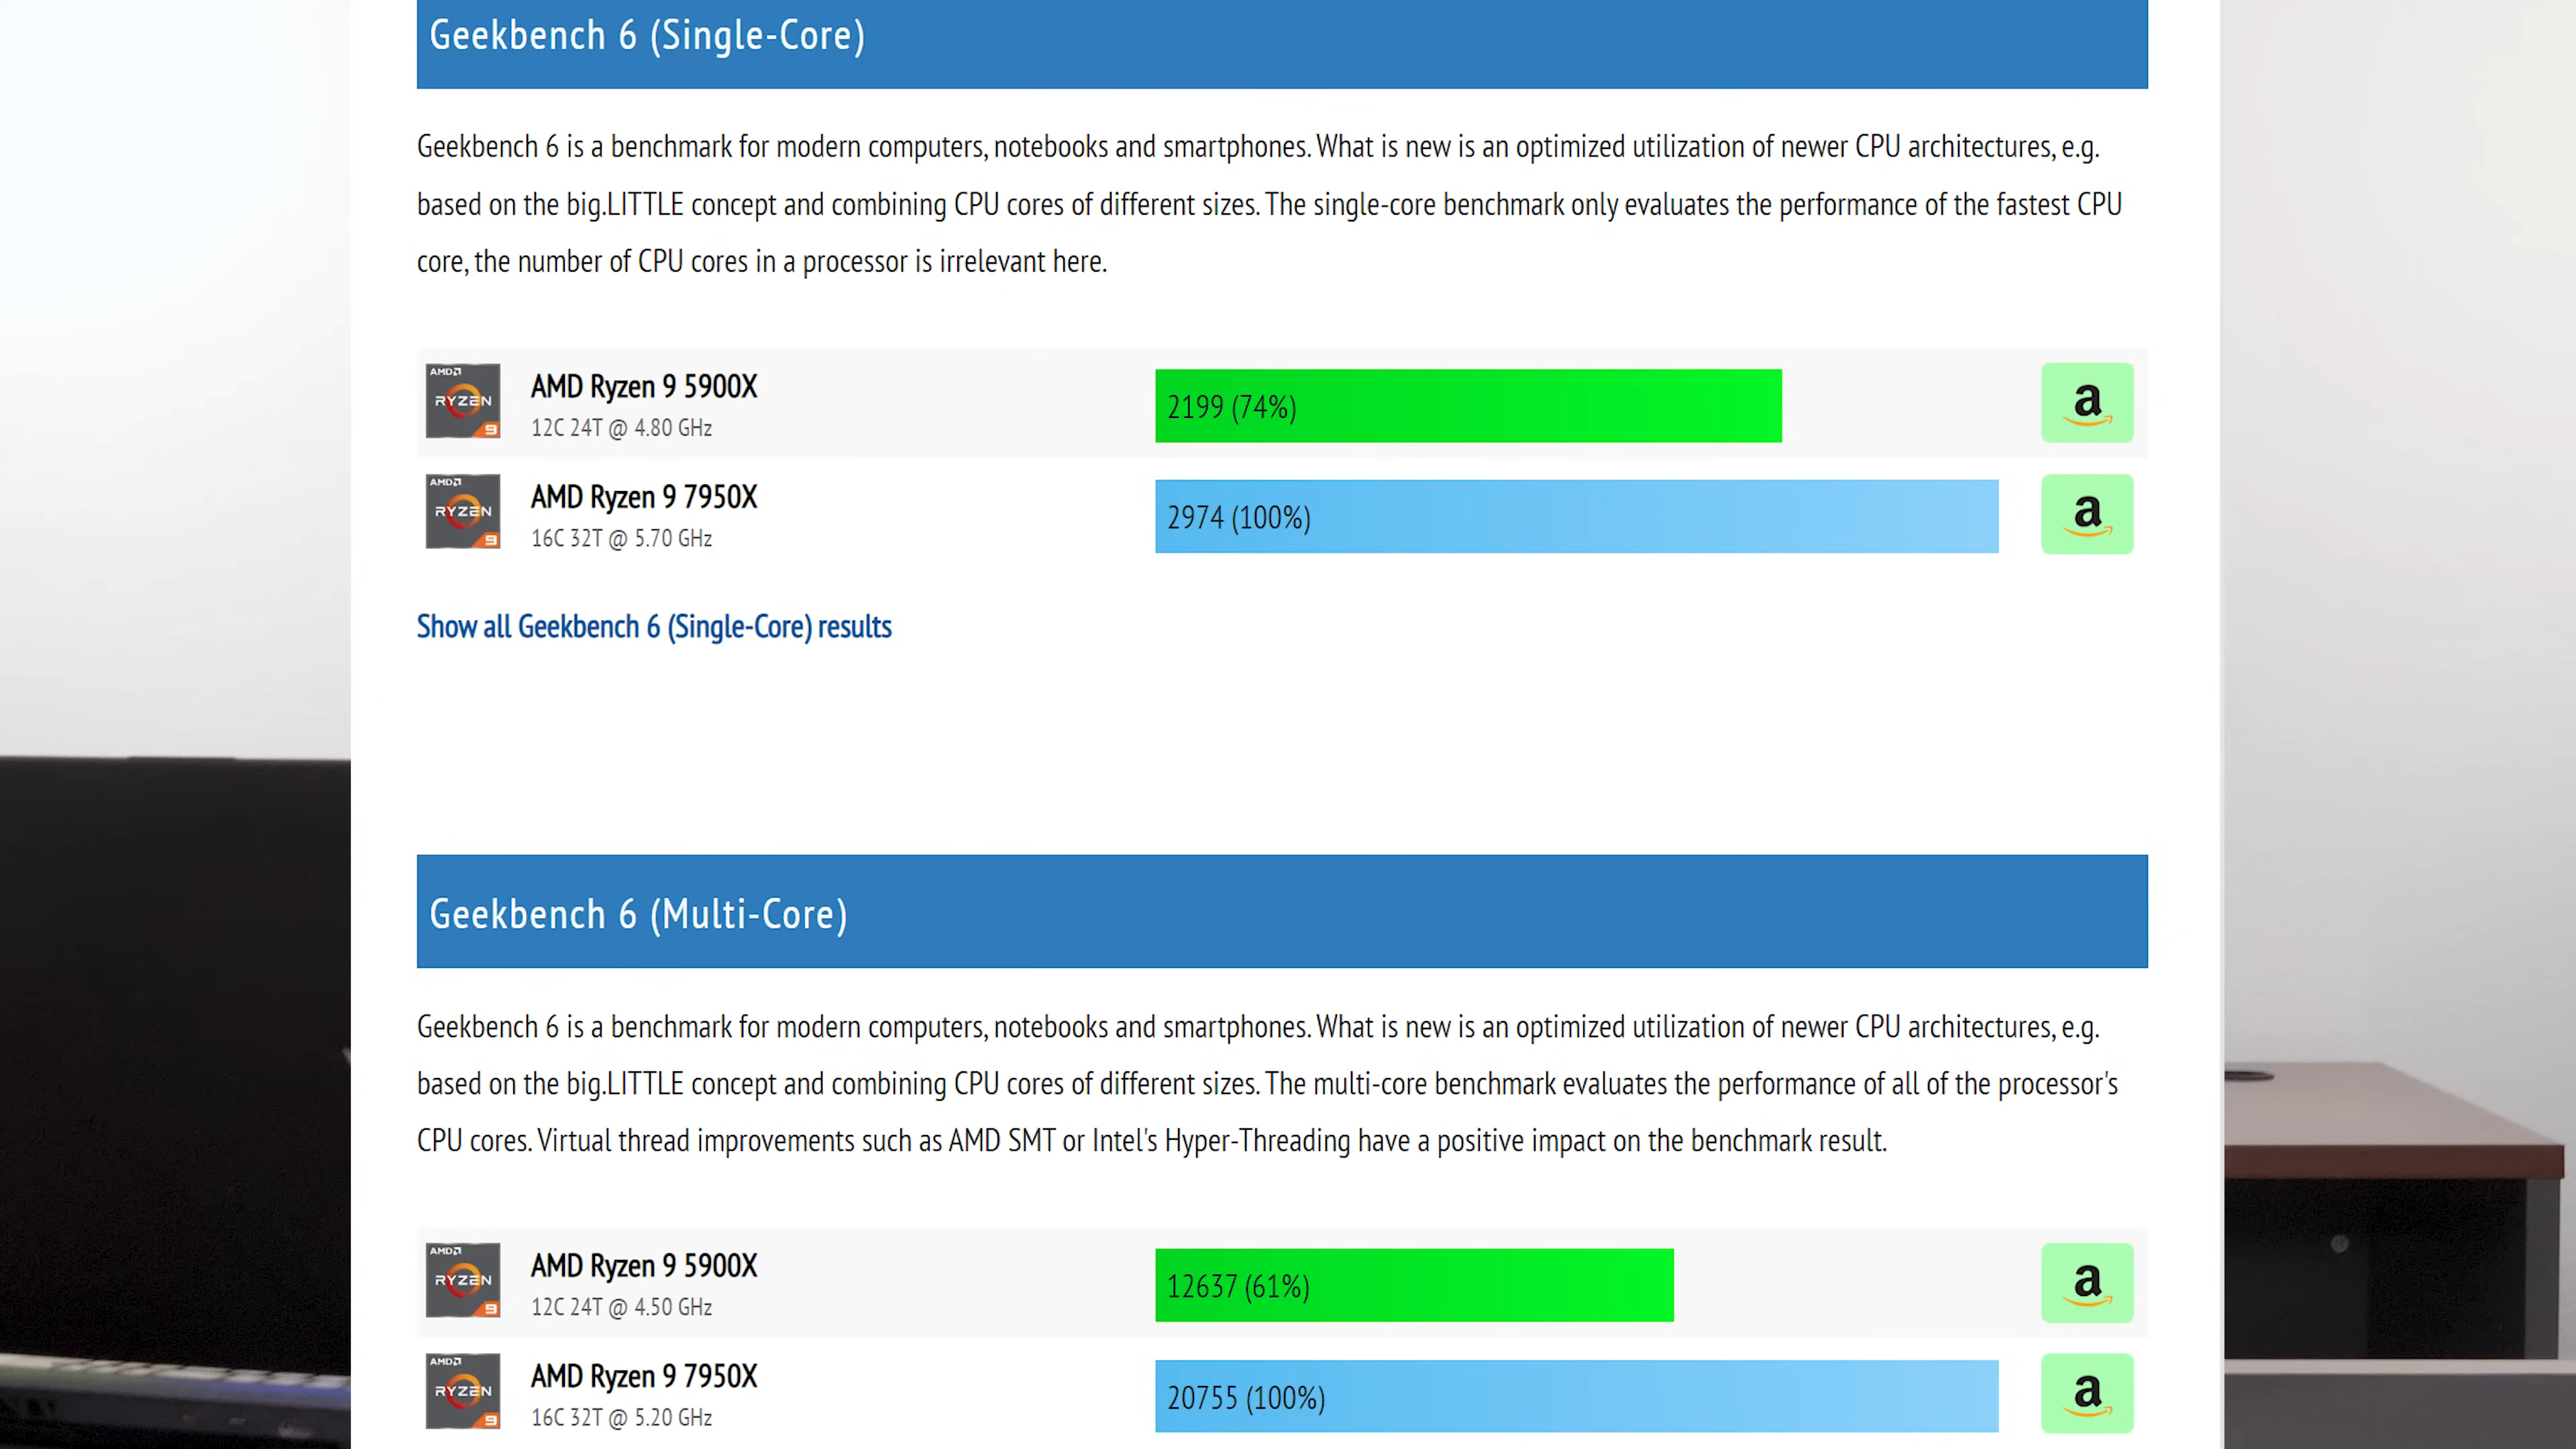 Geekbench 6 (Single-Core)
Geekbench 6 is a benchmark for modern computers, notebooks and smartphones. What is new is an optimized utilization of newer CPU architectures, e.g.
based on the big.LITTLE concept and combining CPU cores of different sizes. The single-core benchmark only evaluates the performance of the fastest CPU
core, the number of CPU cores in a processor is irrelevant here.
AMD
RYZEN
9
AMD Ryzen 9 5900X
12C 24T @ 4.80 GHz
2199 (74%)
a
AMD
RYZEN
9
AMD Ryzen 9 7950X
16C 32T @ 5.70 GHz
2974 (100%)
a
Show all Geekbench 6 (Single-Core) results
Geekbench 6 (Multi-Core)
Geekbench 6 is a benchmark for modern computers, notebooks and smartphones. What is new is an optimized utilization of newer CPU architectures, e.g.
based on the big.LITTLE concept and combining CPU cores of different sizes. The multi-core benchmark evaluates the performance of all of the processor's
CPU cores. Virtual thread improvements such as AMD SMT or Intel's Hyper-Threading have a positive impact on the benchmark result.
AMD
RYZEN
9
AMD Ryzen 9 5900X
12C 24T @ 4.50 GHz
12637 (61%)
a
AMD
RYZEN
9
AMD Ryzen 9 7950X
16C 32T @ 5.20 GHz
20755 (100%)
a